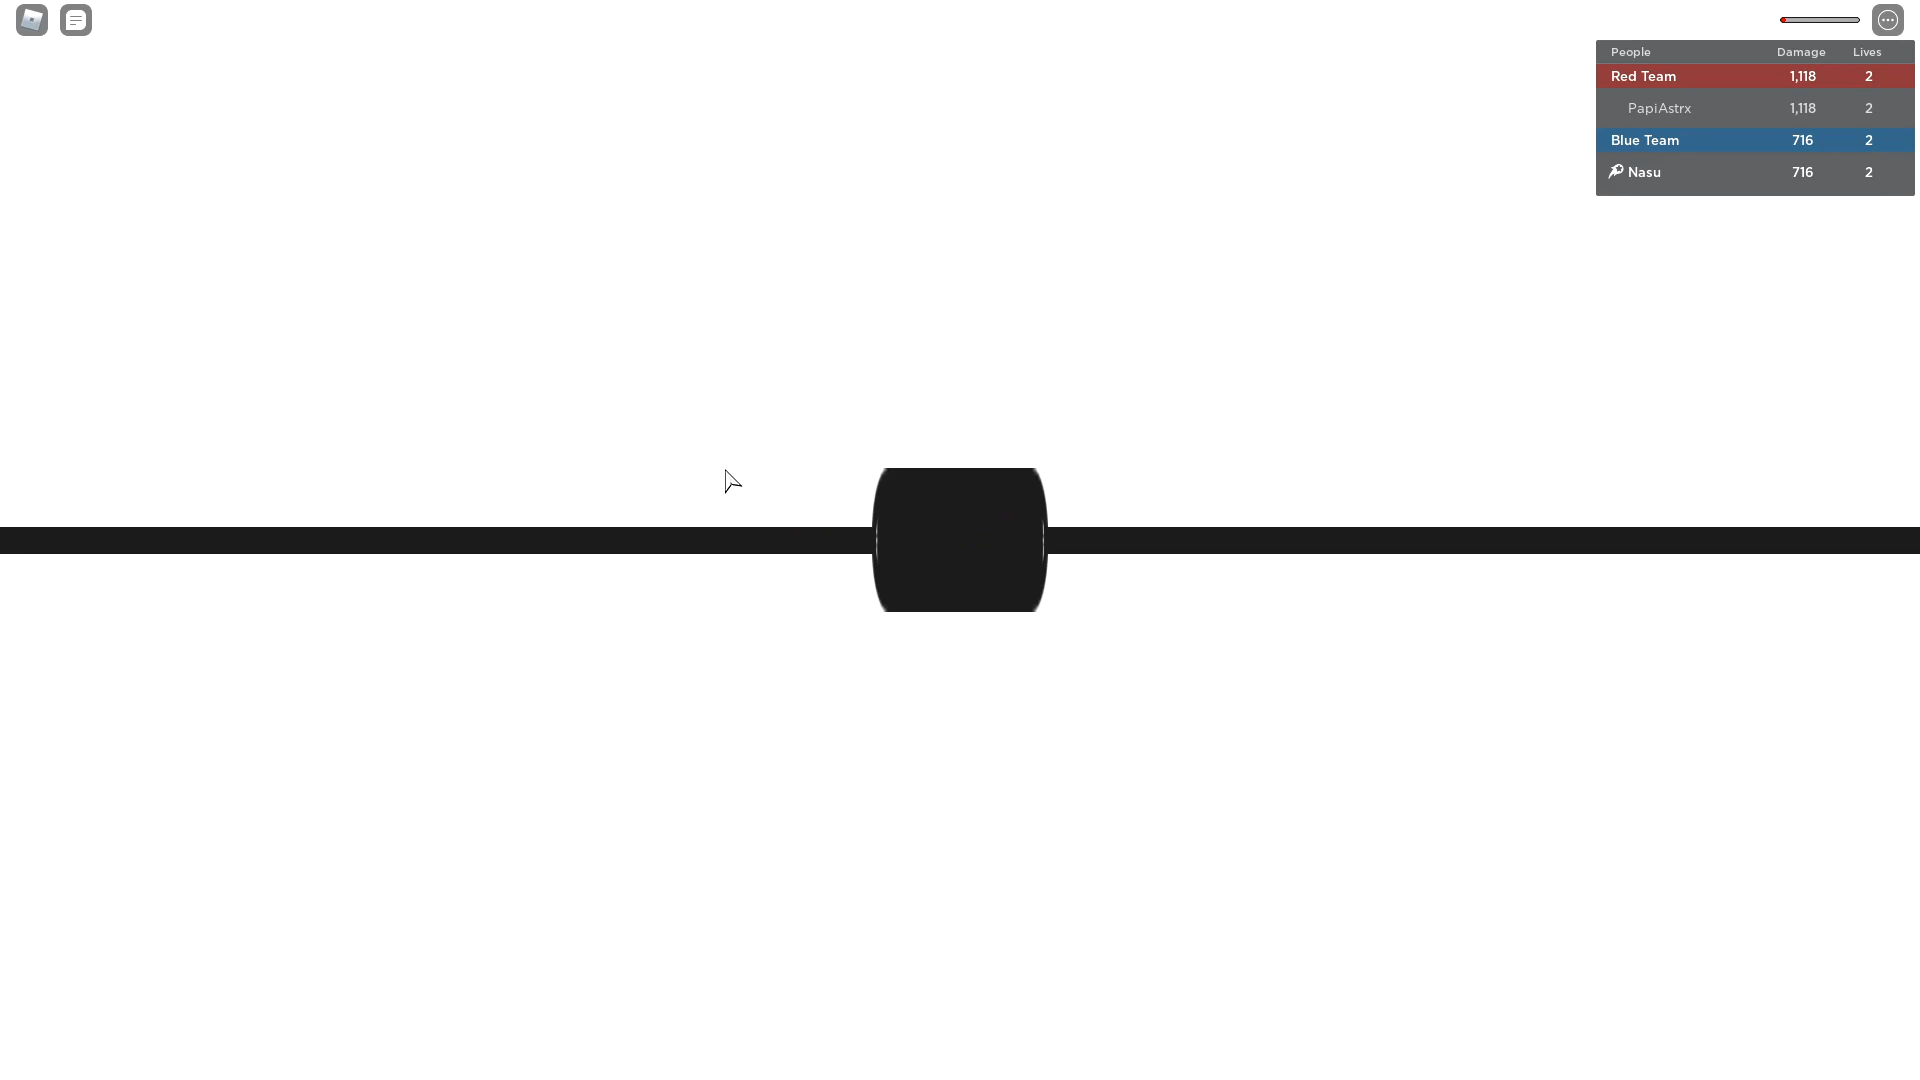 People Damage Lives
Red Team 1,118 2
PapiAstrx 1,118 2
Blue Team 716 2
Nasu 716 2